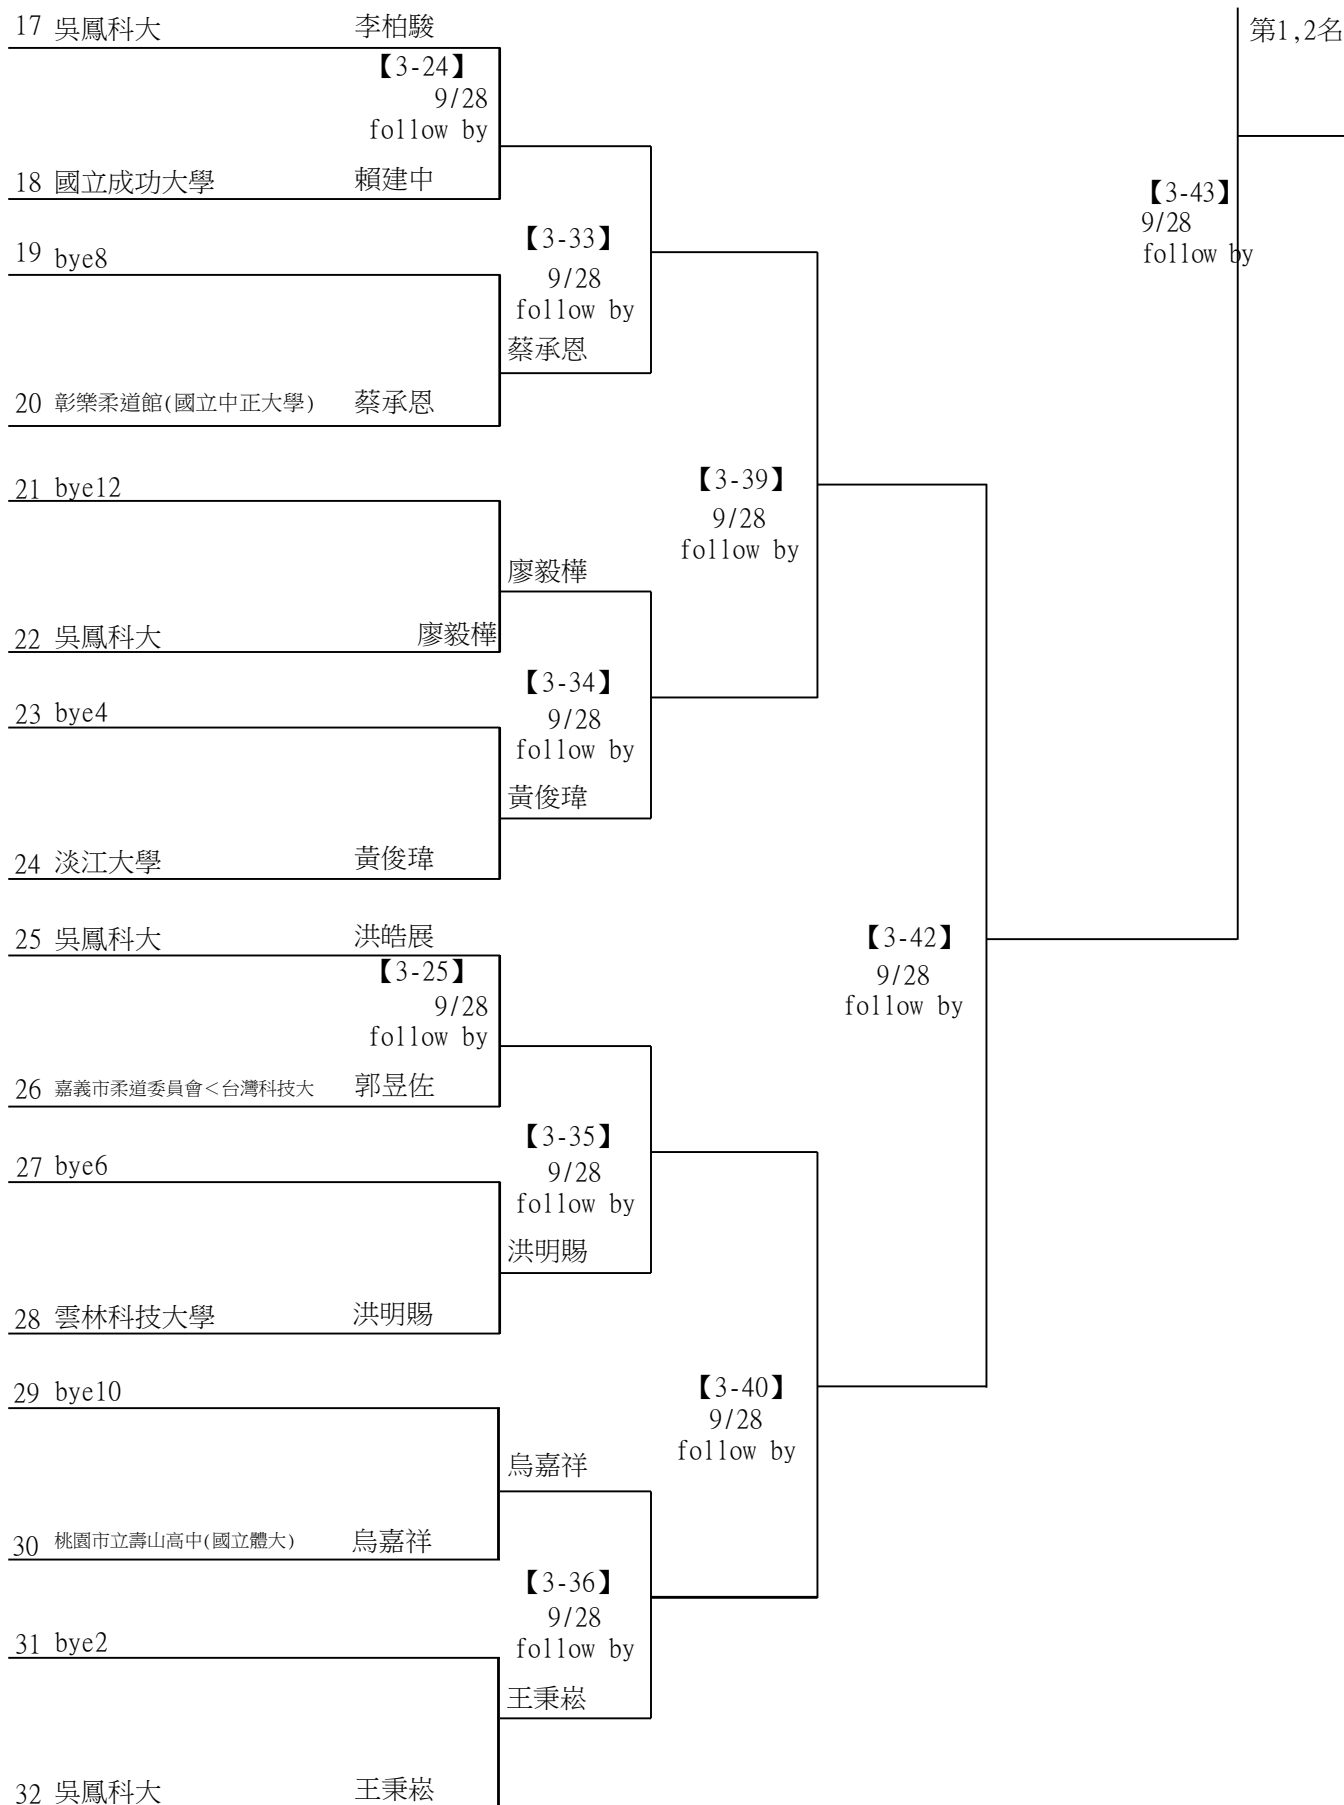 17 吳鳳科大 李柏駿
第1,2名
【3-24】
9/28
follow by
18 國立成功大學 賴建中
【3-43】
9/28
follow by
19 bye8
【3-33】
9/28
follow by
蔡承恩
20 彰樂柔道館(國立中正大學) 蔡承恩
21 bye12
【3-39】
9/28
follow by
廖毅樺
22 吳鳳科大 廖毅樺
【3-34】
9/28
follow by
23 bye4
黃俊瑋
24 淡江大學 黃俊瑋
25 吳鳳科大 洪皓展
【3-42】
9/28
follow by
【3-25】
9/28
follow by
26 嘉義市柔道委員會<台灣科技大 郭昱佐
【3-35】
9/28
follow by
27 bye6
洪明賜
28 雲林科技大學 洪明賜
29 bye10
【3-40】
9/28
follow by
烏嘉祥
30 桃園市立壽山高中(國立體大) 烏嘉祥
【3-36】
9/28
follow by
31 bye2
王秉崧
32 吳鳳科大 王秉崧